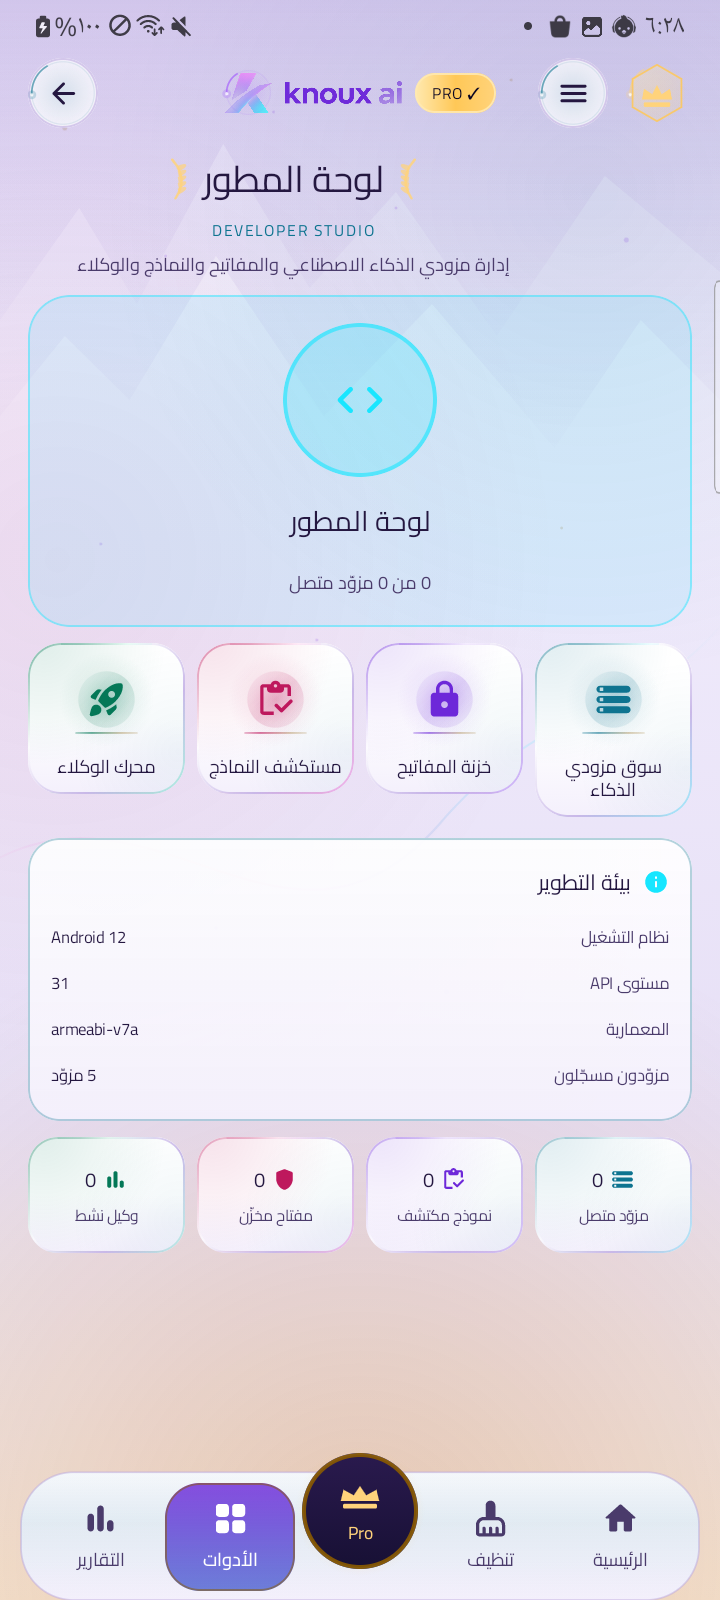 ٦:٢٨
%١٠٠
knoux ai
PRO ✓
لوحة المطور
DEVELOPER STUDIO
إدارة مزودي الذكاء الاصطناعي والمفاتيح والنماذج والوكلاء
لوحة المطور
0 من 0 مزوّد متصل
سوق مزودي
الذكاء
خزنة المفاتيح
مستكشف النماذج
محرك الوكلاء
بيئة التطوير
نظام التشغيل Android 12
مستوى API 31
المعمارية armeabi-v7a
مزوّدون مسجّلون 5 مزوّد
0
مزوّد متصل
0
نموذج مكتشف
0
مفتاح مخزّن
0
وكيل نشط
الرئيسية
تنظيف
Pro
الأدوات
التقارير